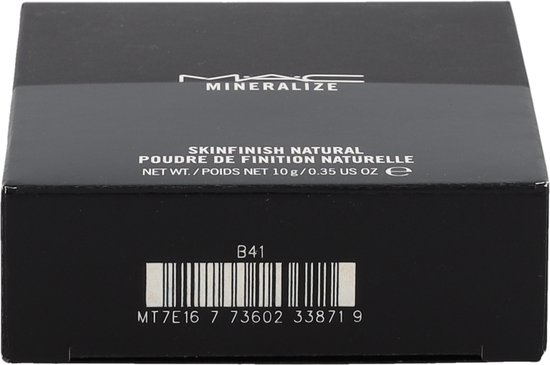 MAC
MINERALIZE
SKINFINISH NATURAL
POUDRE DE FINITION NATURELLE
NET WT. / POIDS NET 10 g / 0.35 US OZ ℮
B41
MT7E16 7 73602 33871 9